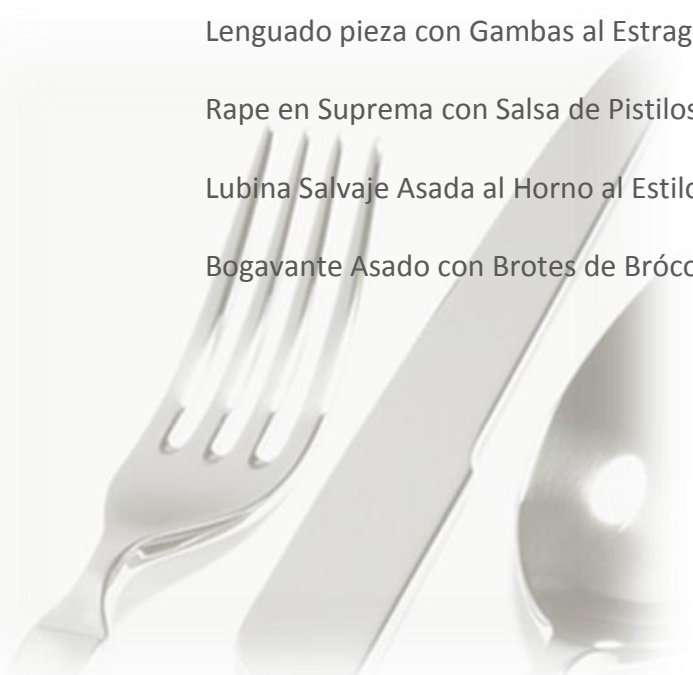 Lenguado pieza con Gambas al Estrag
Rape en Suprema con Salsa de Pistilos
Lubina Salvaje Asada al Horno al Estilo
Bogavante Asado con Brotes de Bróco